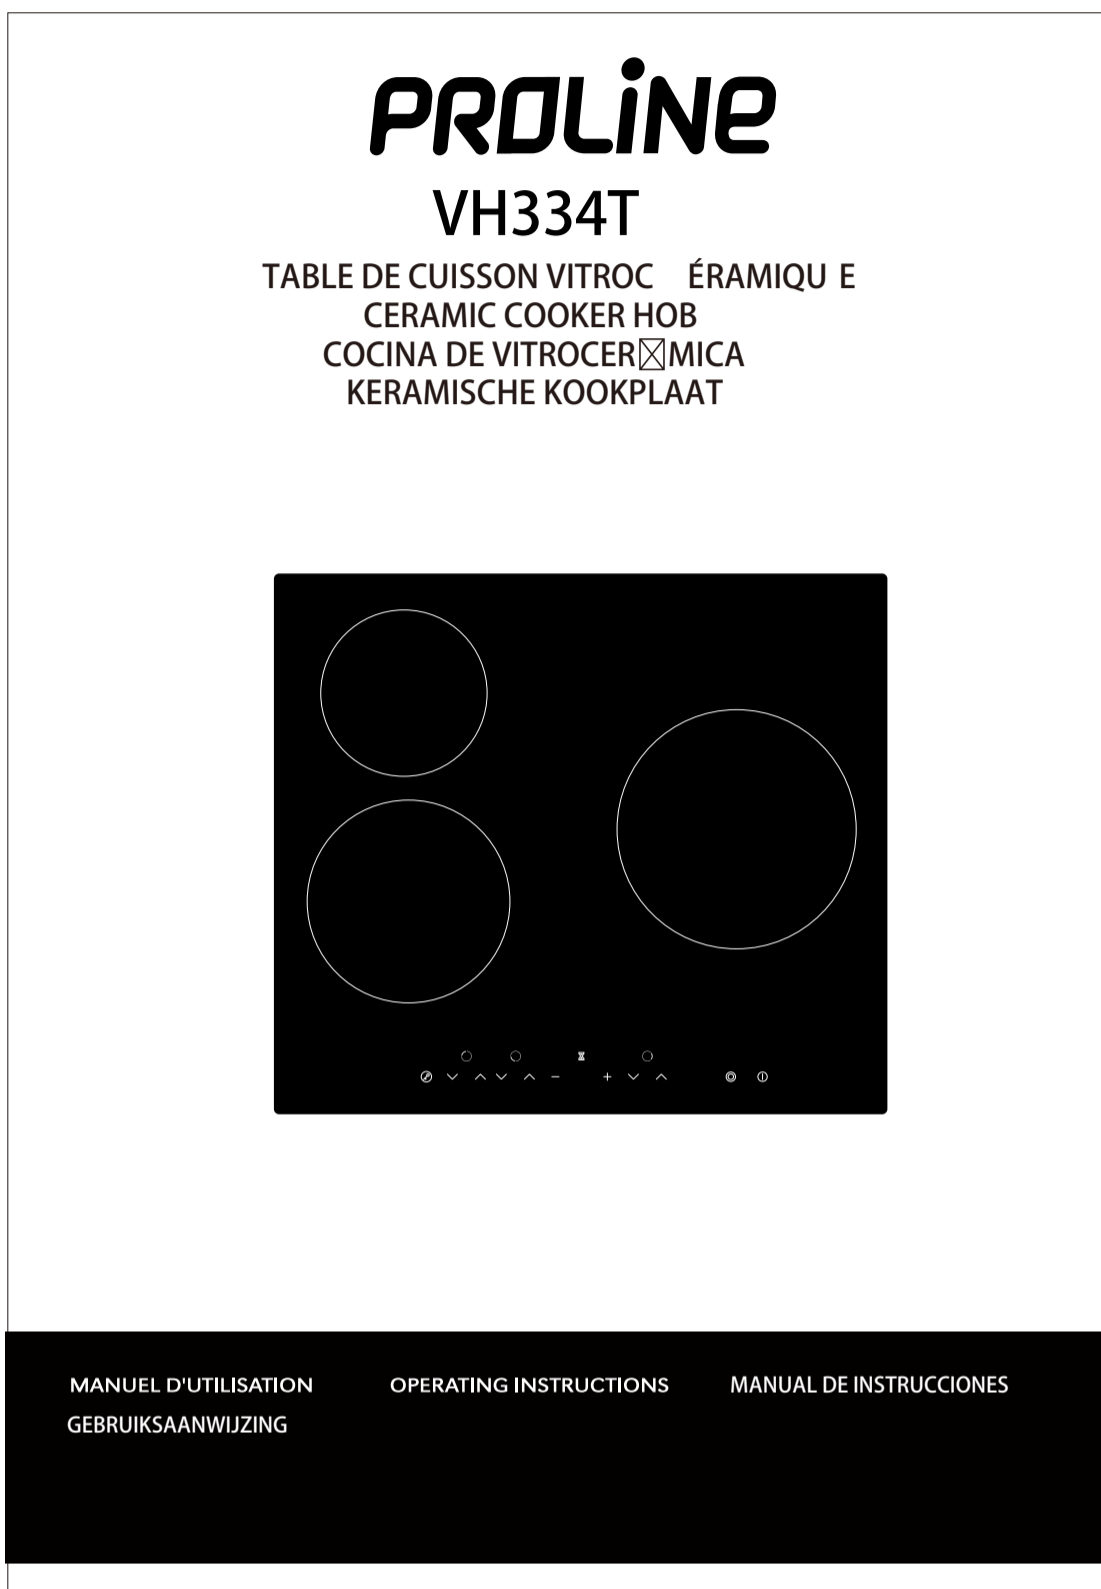 PROLINE
VH334T
TABLE DE CUISSON VITROC ÉRAMIQU E
CERAMIC COOKER HOB
COCINA DE VITROCER☒MICA
KERAMISCHE KOOKPLAAT
MANUEL D'UTILISATION OPERATING INSTRUCTIONS MANUAL DE INSTRUCCIONES
GEBRUIKSAANWIJZING